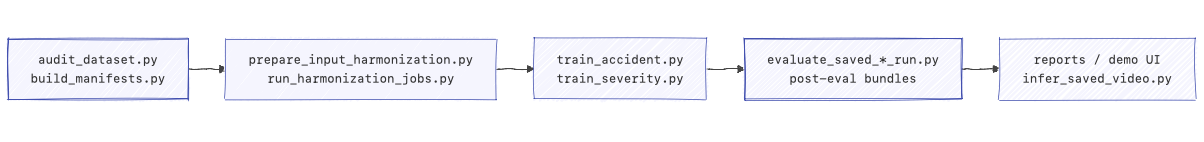 audit_dataset.py
build_manifests.py
prepare_input_harmonization.py
run_harmonization_jobs.py
train_accident.py
train_severity.py
evaluate_saved_*_run.py
post-eval bundles
reports / demo UI
infer_saved_video.py